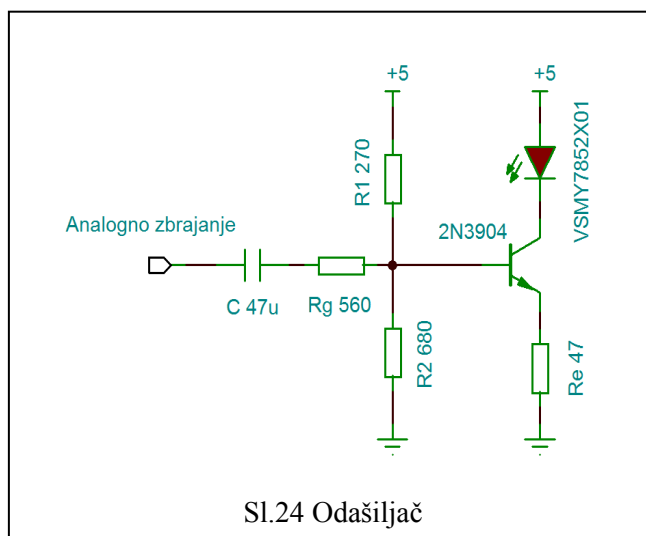 +5
+5
R1 270
VSMY7852X01
Analogno zbrajanje
2N3904
C 47u
Rg 560
R2 680
Re 47
Sl.24 Odašiljač